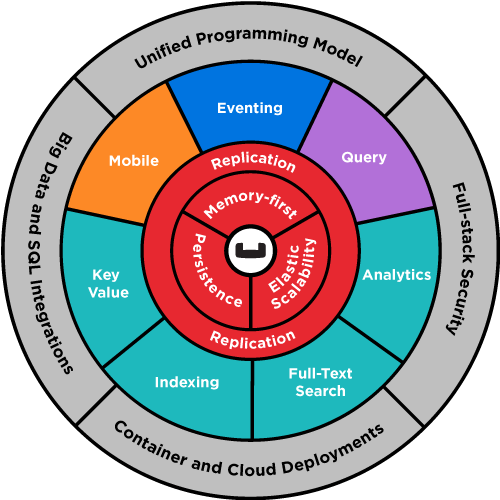 Unified Programming Model
Eventing
Mobile
Query
Replication
Memory-first
Persistence
Elastic
Scalability
Big Data and SQL Integrations
Full-stack Security
Key
Value
Analytics
Replication
Indexing
Full-Text
Search
Container and Cloud Deployments